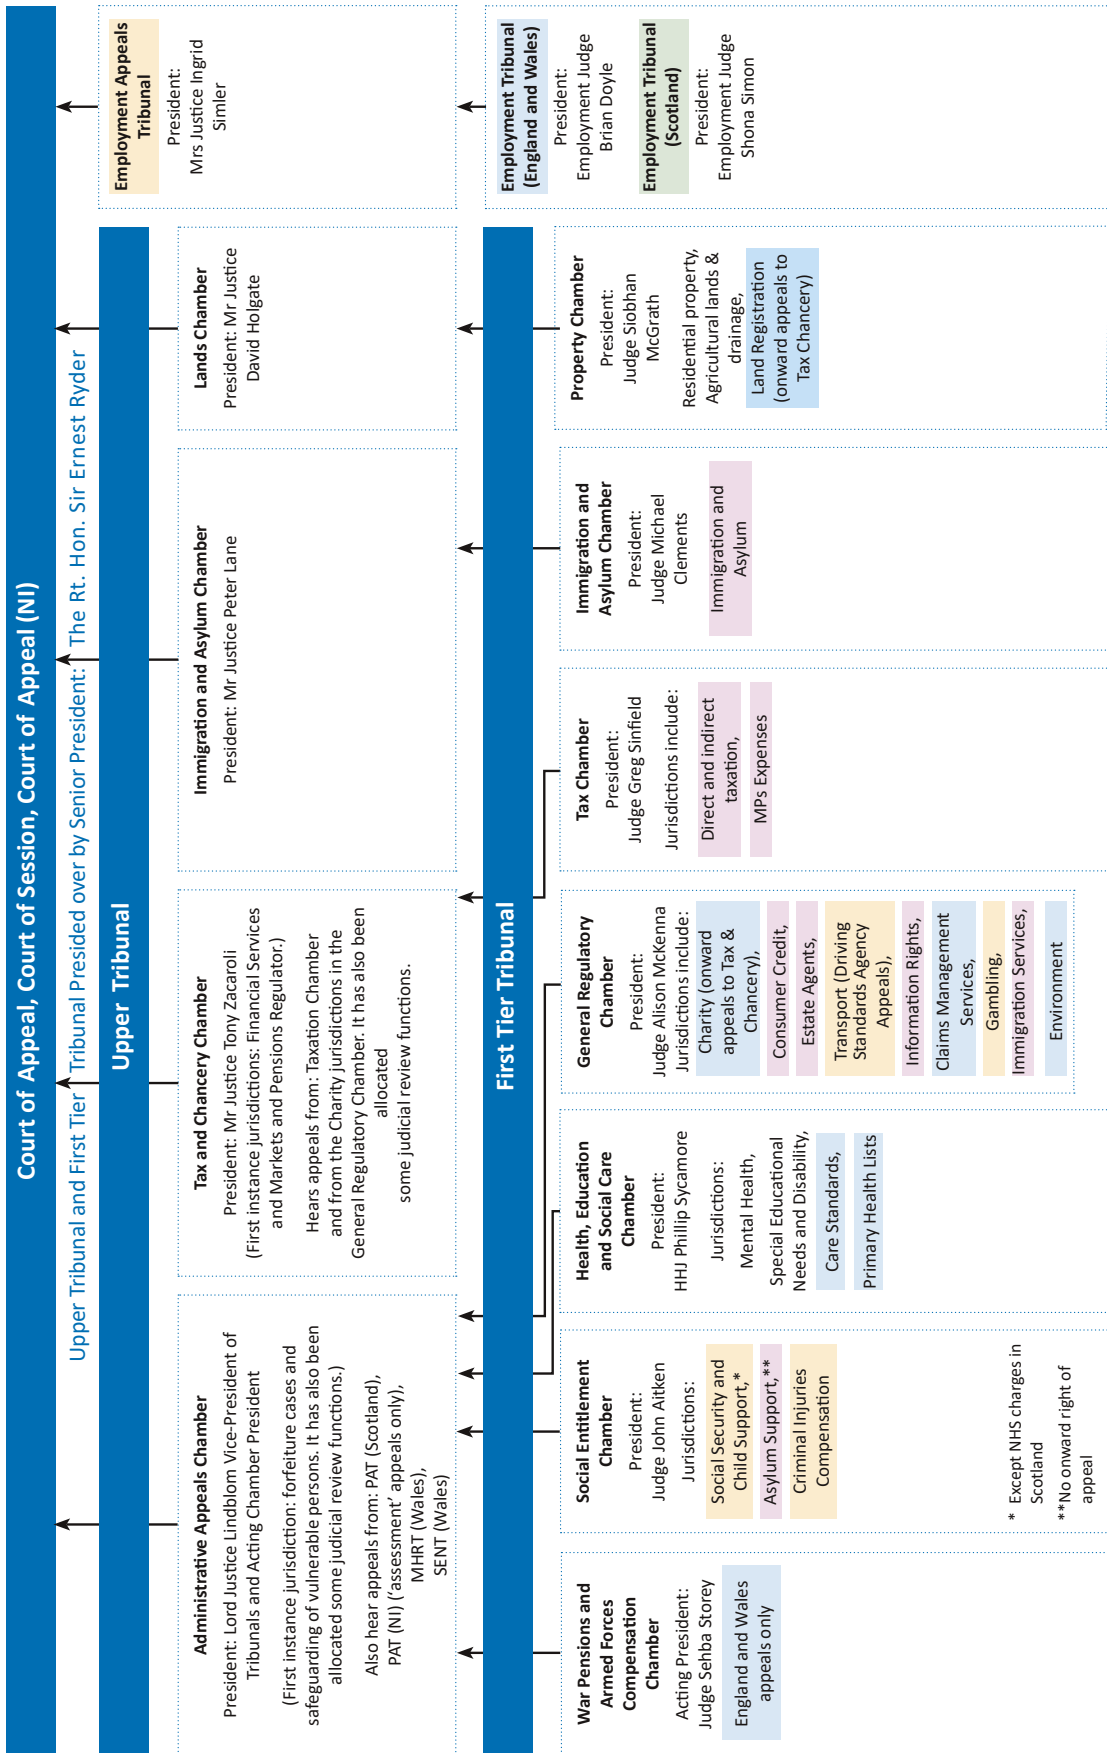 Court of Appeal, Court of Session, Court of Appeal (NI)
Upper Tribunal and First Tier Tribunal Presided over by Senior President: The Rt. Hon. Sir Ernest Ryder
Upper Tribunal
Administrative Appeals Chamber
President: Lord Justice Lindblom Vice-President of
Tribunals and Acting Chamber President
(First instance jurisdiction: forfeiture cases and
safeguarding of vulnerable persons. It has also been
allocated some judicial review functions.)
Also hear appeals from: PAT (Scotland),
PAT (NI) (‘assessment’ appeals only),
MHRT (Wales),
SENT (Wales)
Tax and Chancery Chamber
President: Mr Justice Tony Zacaroli
(First instance jurisdictions: Financial Services
and Markets and Pensions Regulator.)
Hears appeals from: Taxation Chamber
and from the Charity jurisdictions in the
General Regulatory Chamber. It has also been
allocated
some judicial review functions.
Immigration and Asylum Chamber
President: Mr Justice Peter Lane
Lands Chamber
President: Mr Justice
David Holgate
Employment Appeals
Tribunal
President:
Mrs Justice Ingrid
Simler
First Tier Tribunal
War Pensions and
Armed Forces
Compensation
Chamber
Acting President:
Judge Sehba Storey
England and Wales
appeals only
Social Entitlement
Chamber
President:
Judge John Aitken
Jurisdictions:
Social Security and
Child Support,*
Asylum Support,**
Criminal Injuries
Compensation
* Except NHS charges in
Scotland
**No onward right of
appeal
Health, Education
and Social Care
Chamber
President:
HHJ Phillip Sycamore
Jurisdictions:
Mental Health,
Special Educational
Needs and Disability,
Care Standards,
Primary Health Lists
General Regulatory
Chamber
President:
Judge Alison McKenna
Jurisdictions include:
Charity (onward
appeals to Tax &
Chancery),
Consumer Credit,
Estate Agents,
Transport (Driving
Standards Agency
Appeals),
Information Rights,
Claims Management
Services,
Gambling,
Immigration Services,
Environment
Tax Chamber
President:
Judge Greg Sinfield
Jurisdictions include:
Direct and indirect
taxation,
MPs Expenses
Immigration and
Asylum Chamber
President:
Judge Michael
Clements
Immigration and
Asylum
Property Chamber
President:
Judge Siobhan
McGrath
Residential property,
Agricultural lands &
drainage,
Land Registration
(onward appeals to
Tax Chancery)
Employment Tribunal
(England and Wales)
President:
Employment Judge
Brian Doyle
Employment Tribunal
(Scotland)
President:
Employment Judge
Shona Simon